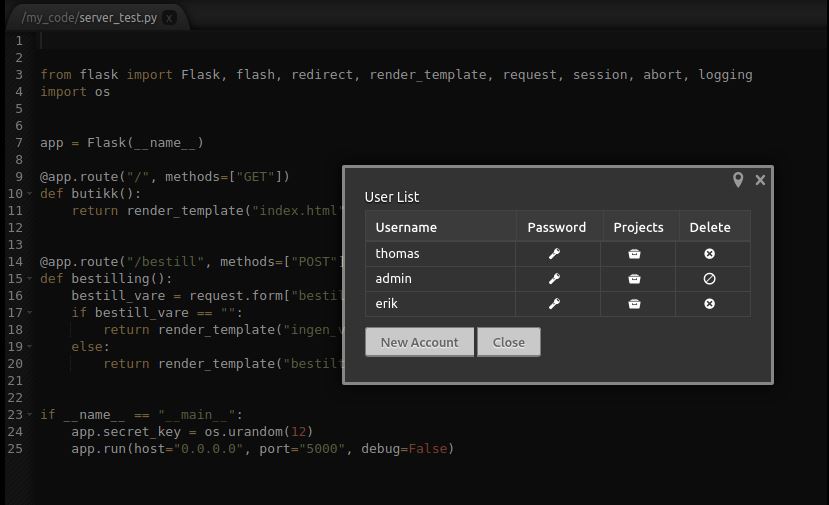 /my_code/server_test.py x
1
2
3 from flask import Flask, flash, redirect, render_template, request, session, abort, logging
4 import os
5
6
7 app = Flask(__name__)
8
9 @app.route("/", methods=["GET"])
10 def butikk():
11 return render_template("index.html"
12
13
14 @app.route("/bestill", methods=["POST"]
15 def bestilling():
16 bestill_vare = request.form["bestil
17 if bestill_vare == "":
18 return render_template("ingen_v
19 else:
20 return render_template("bestilt
21
22
23 if __name__ == "__main__":
24 app.secret_key = os.urandom(12)
25 app.run(host="0.0.0.0", port="5000", debug=False)
User List
Username Password Projects Delete
thomas
admin
erik
New Account Close